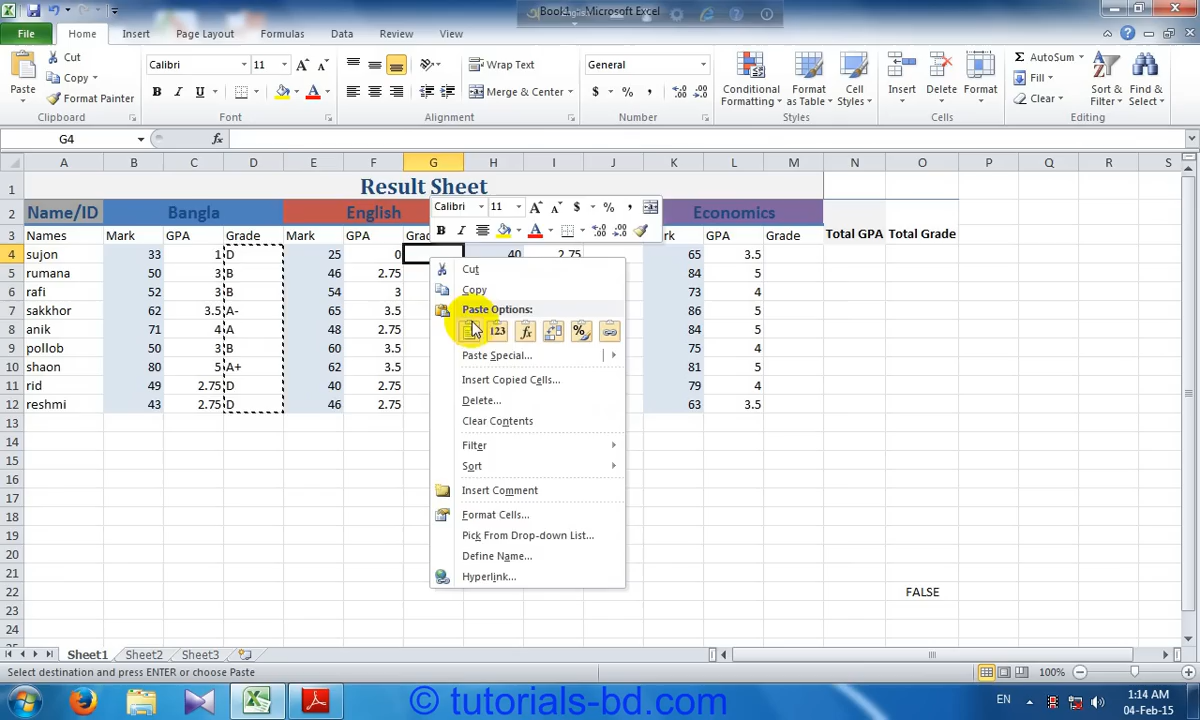 Book1 - Microsoft Excel
File Home Insert Page Layout Formulas Data Review View
Paste
Cut
Copy
Format Painter
Clipboard
Calibri 11
B I U
Font
Wrap Text
Merge & Center
Alignment
General
$ % ,
Number
Conditional Formatting
Format as Table
Cell Styles
Styles
Insert Delete Format
Cells
Σ AutoSum
Fill
Clear
Sort & Filter
Find & Select
Editing
G4 fx
A B C D E F G H I J K L M N O P Q R S
1 Result Sheet
2 Name/ID Bangla English Economics
3 Names Mark GPA Grade Mark GPA GPA Grade Total GPA Total Grade
4 sujon 33 1 D 25 0 40 2.75 65 3.5
5 rumana 50 3 B 46 2.75 84 5
6 rafi 52 3 B 54 3 73 4
7 sakkhor 62 3.5 A- 65 3.5 86 5
8 anik 71 4 A 48 2.75 84 5
9 pollob 50 3 B 60 3.5 75 4
10 shaon 80 5 A+ 62 3.5 81 5
11 rid 49 2.75 D 40 2.75 79 4
12 reshmi 43 2.75 D 46 2.75 63 3.5
13
14
15
16
17
18
19
20
21
22 FALSE
23
24
Calibri 11 A A $ % ,
B I A
Cut
Copy
Paste Options:
123 fx %
Paste Special...
Insert Copied Cells...
Delete...
Clear Contents
Filter
Sort
Insert Comment
Format Cells...
Pick From Drop-down List...
Define Name...
Hyperlink...
Sheet1 Sheet2 Sheet3
Select destination and press ENTER or choose Paste
100%
© tutorials-bd.com
EN
1:14 AM
04-Feb-15